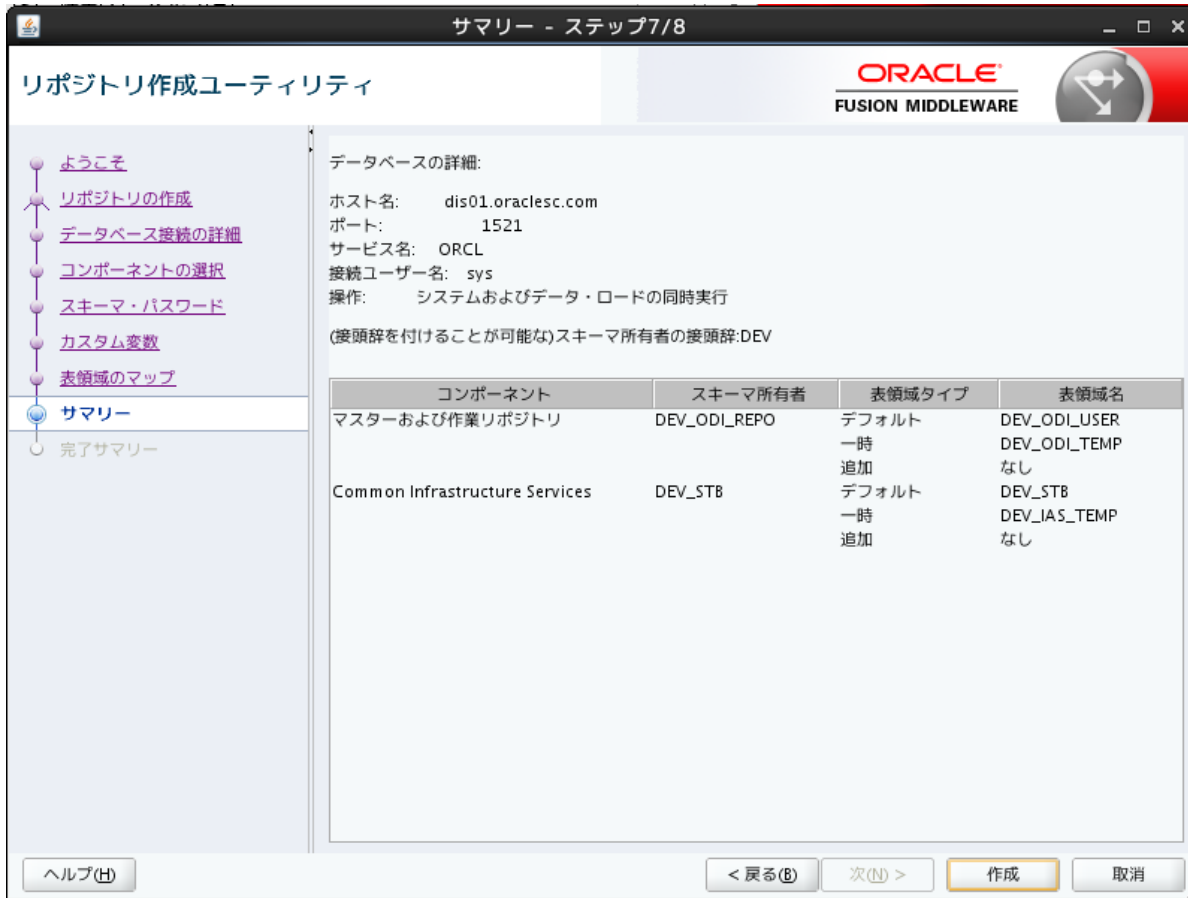 サマリー - ステップ7/8
リポジトリ作成ユーティリティ
ORACLE
FUSION MIDDLEWARE
ようこそ
リポジトリの作成
データベース接続の詳細
コンポーネントの選択
スキーマ・パスワード
カスタム変数
表領域のマップ
サマリー
完了サマリー
データベースの詳細:
ホスト名: dis01.oraclesc.com
ポート: 1521
サービス名: ORCL
接続ユーザー名: sys
操作: システムおよびデータ・ロードの同時実行
(接頭辞を付けることが可能な)スキーマ所有者の接頭辞:DEV
コンポーネント スキーマ所有者 表領域タイプ 表領域名
マスターおよび作業リポジトリ DEV_ODI_REPO デフォルト DEV_ODI_USER
一時 DEV_ODI_TEMP
追加 なし
Common Infrastructure Services DEV_STB デフォルト DEV_STB
一時 DEV_IAS_TEMP
追加 なし
ヘルプ(H) < 戻る(B) 次(N) > 作成 取消